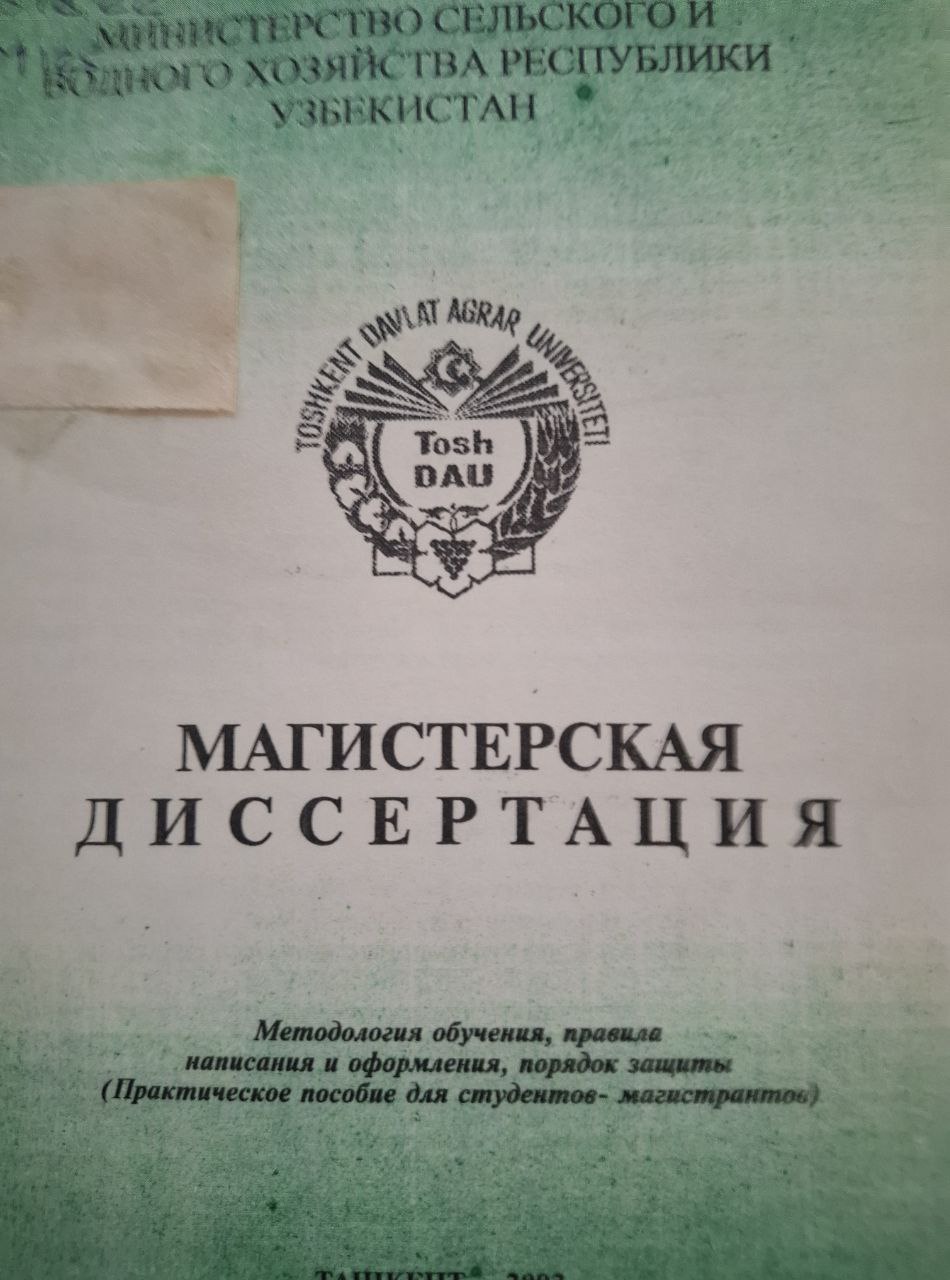 МИНИСТЕРСТВО СЕЛЬСКОГО И
ВОДНОГО ХОЗЯЙСТВА РЕСПУБЛИКИ
УЗБЕКИСТАН
TOSHKENT DAVLAT AGRAR UNIVERSITETI
Tosh
DAU
МАГИСТЕРСКАЯ
ДИССЕРТАЦИЯ
Методология обучения, правила
написания и оформления, порядок защиты
(Практическое пособие для студентов- магистрантов)
ТАШКЕНТ